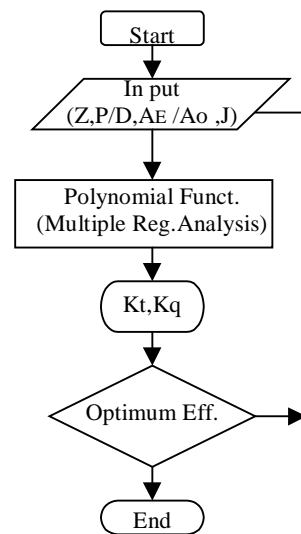 Start
In put
(Z,P/D,AE /Ao ,J)
Polynomial Funct.
(Multiple Reg.Analysis)
Kt,Kq
Optimum Eff.
End